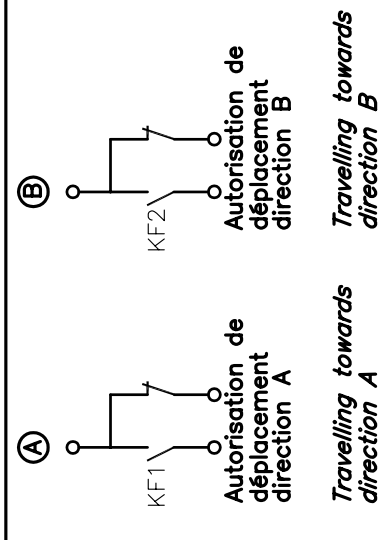 A
KF1
Autorisation de
déplacement
direction A
Travelling towards
direction A
B
KF2
Autorisation de
déplacement
direction B
Travelling towards
direction B